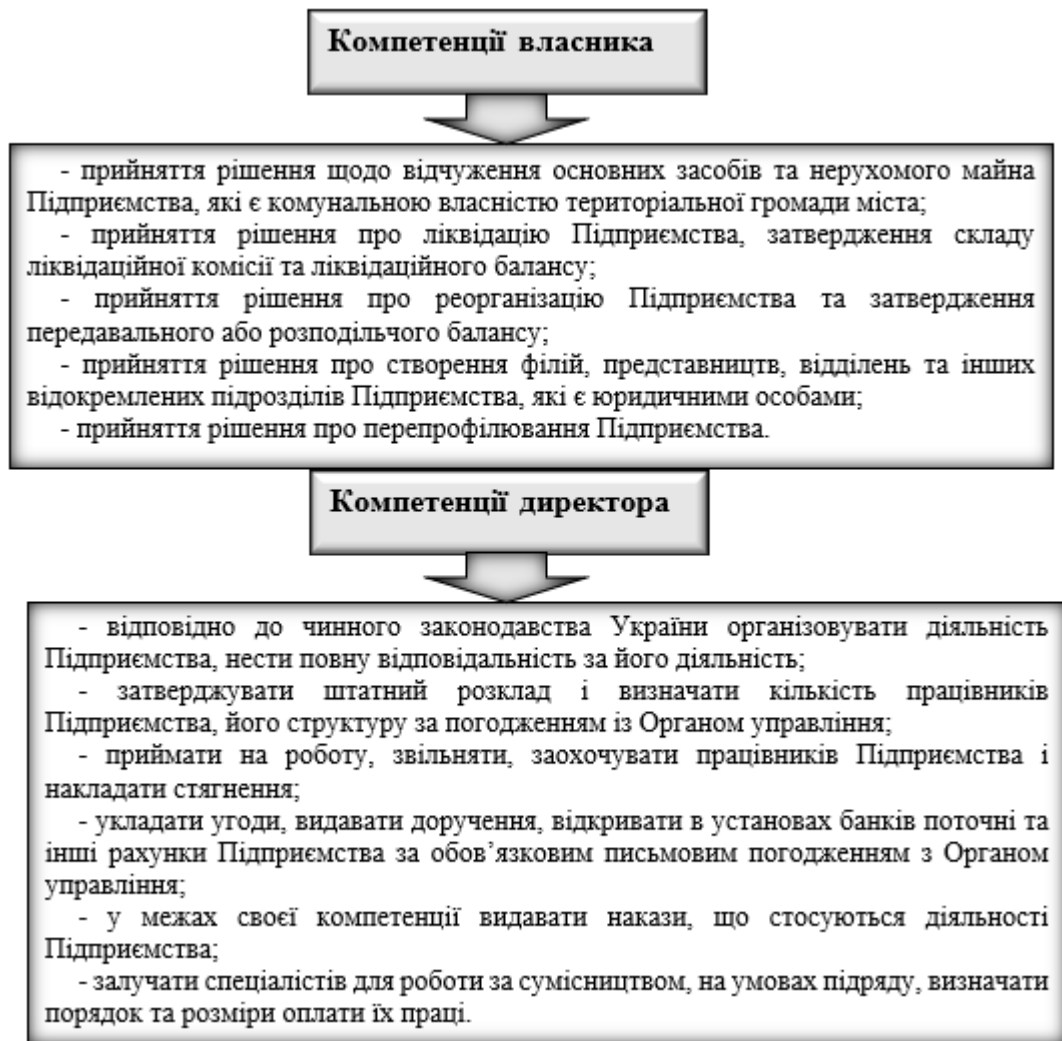 Компетенції власника
- прийняття рішення щодо відчуження основних засобів та нерухомого майна
Підприємства, які є комунальною власністю територіальної громади міста;
- прийняття рішення про ліквідацію Підприємства, затвердження складу
ліквідаційної комісії та ліквідаційного балансу;
- прийняття рішення про реорганізацію Підприємства та затвердження
передавального або розподільчого балансу;
- прийняття рішення про створення філій, представництв, відділень та інших
відокремлених підрозділів Підприємства, які є юридичними особами;
- прийняття рішення про перепрофілювання Підприємства.
Компетенції директора
- відповідно до чинного законодавства України організовувати діяльність
Підприємства, нести повну відповідальність за його діяльність;
- затверджувати штатний розклад і визначати кількість працівників
Підприємства, його структуру за погодженням із Органом управління;
- приймати на роботу, звільняти, заохочувати працівників Підприємства і
накладати стягнення;
- укладати угоди, видавати доручення, відкривати в установах банків поточні та
інші рахунки Підприємства за обов’язковим письмовим погодженням з Органом
управління;
- у межах своєї компетенції видавати накази, що стосуються діяльності
Підприємства;
- залучати спеціалістів для роботи за сумісництвом, на умовах підряду, визначати
порядок та розміри оплати їх праці.